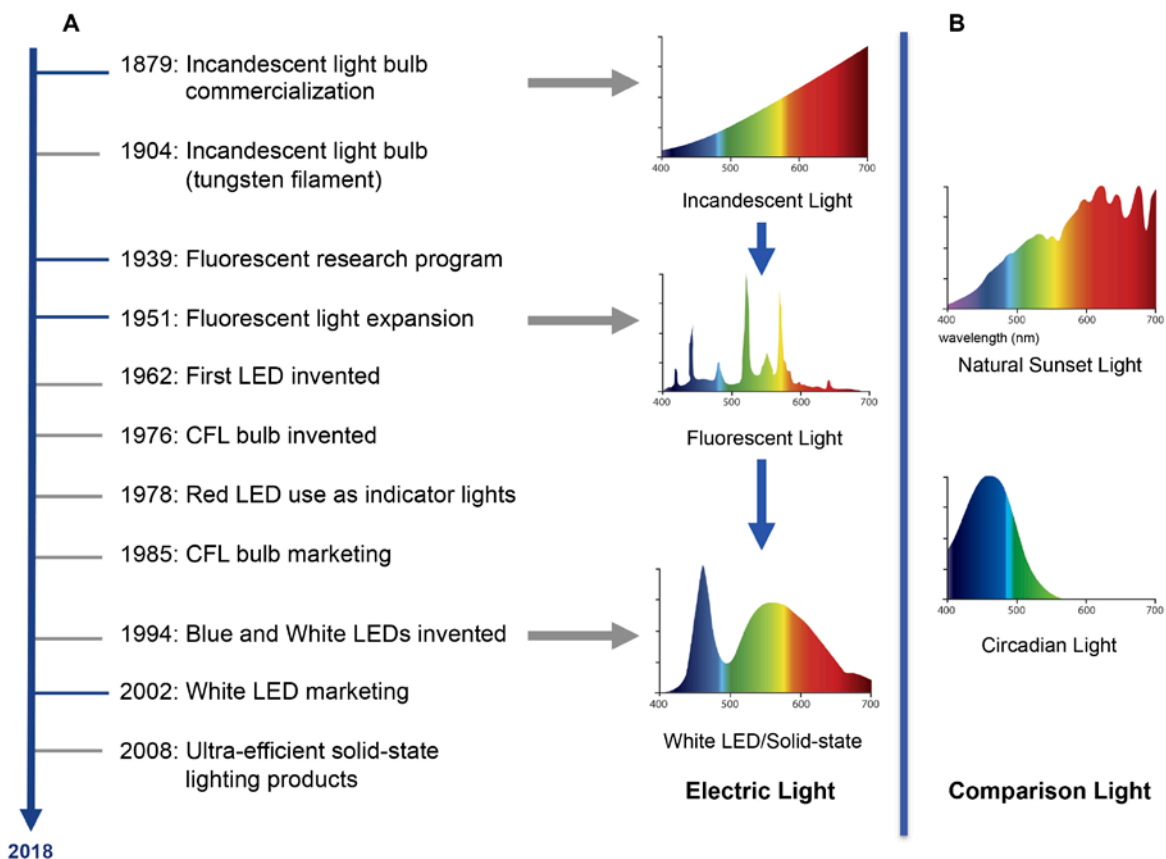 A
1879: Incandescent light bulb
commercialization
1904: Incandescent light bulb
(tungsten filament)
1939: Fluorescent research program
1951: Fluorescent light expansion
1962: First LED invented
1976: CFL bulb invented
1978: Red LED use as indicator lights
1985: CFL bulb marketing
1994: Blue and White LEDs invented
2002: White LED marketing
2008: Ultra-efficient solid-state
lighting products
2018
400 500 600 700
Incandescent Light
400 500 600 700
Fluorescent Light
400 500 600 700
White LED/Solid-state
Electric Light
B
400 500 600 700
wavelength (nm)
Natural Sunset Light
400 500 600 700
Circadian Light
Comparison Light